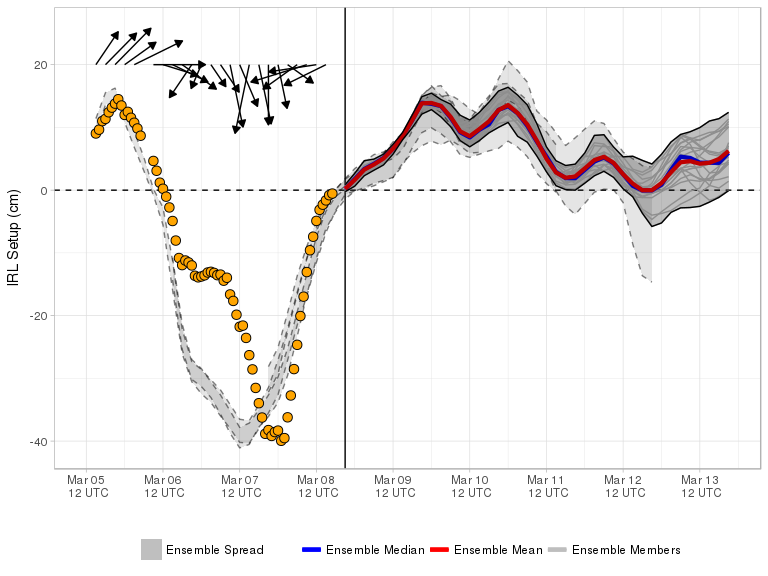 IRL Setup (cm)
20
0
-20
-40
Mar 05 Mar 06 Mar 07 Mar 08 Mar 09 Mar 10 Mar 11 Mar 12 Mar 13
12 UTC 12 UTC 12 UTC 12 UTC 12 UTC 12 UTC 12 UTC 12 UTC 12 UTC
Ensemble Spread Ensemble Median Ensemble Mean Ensemble Members